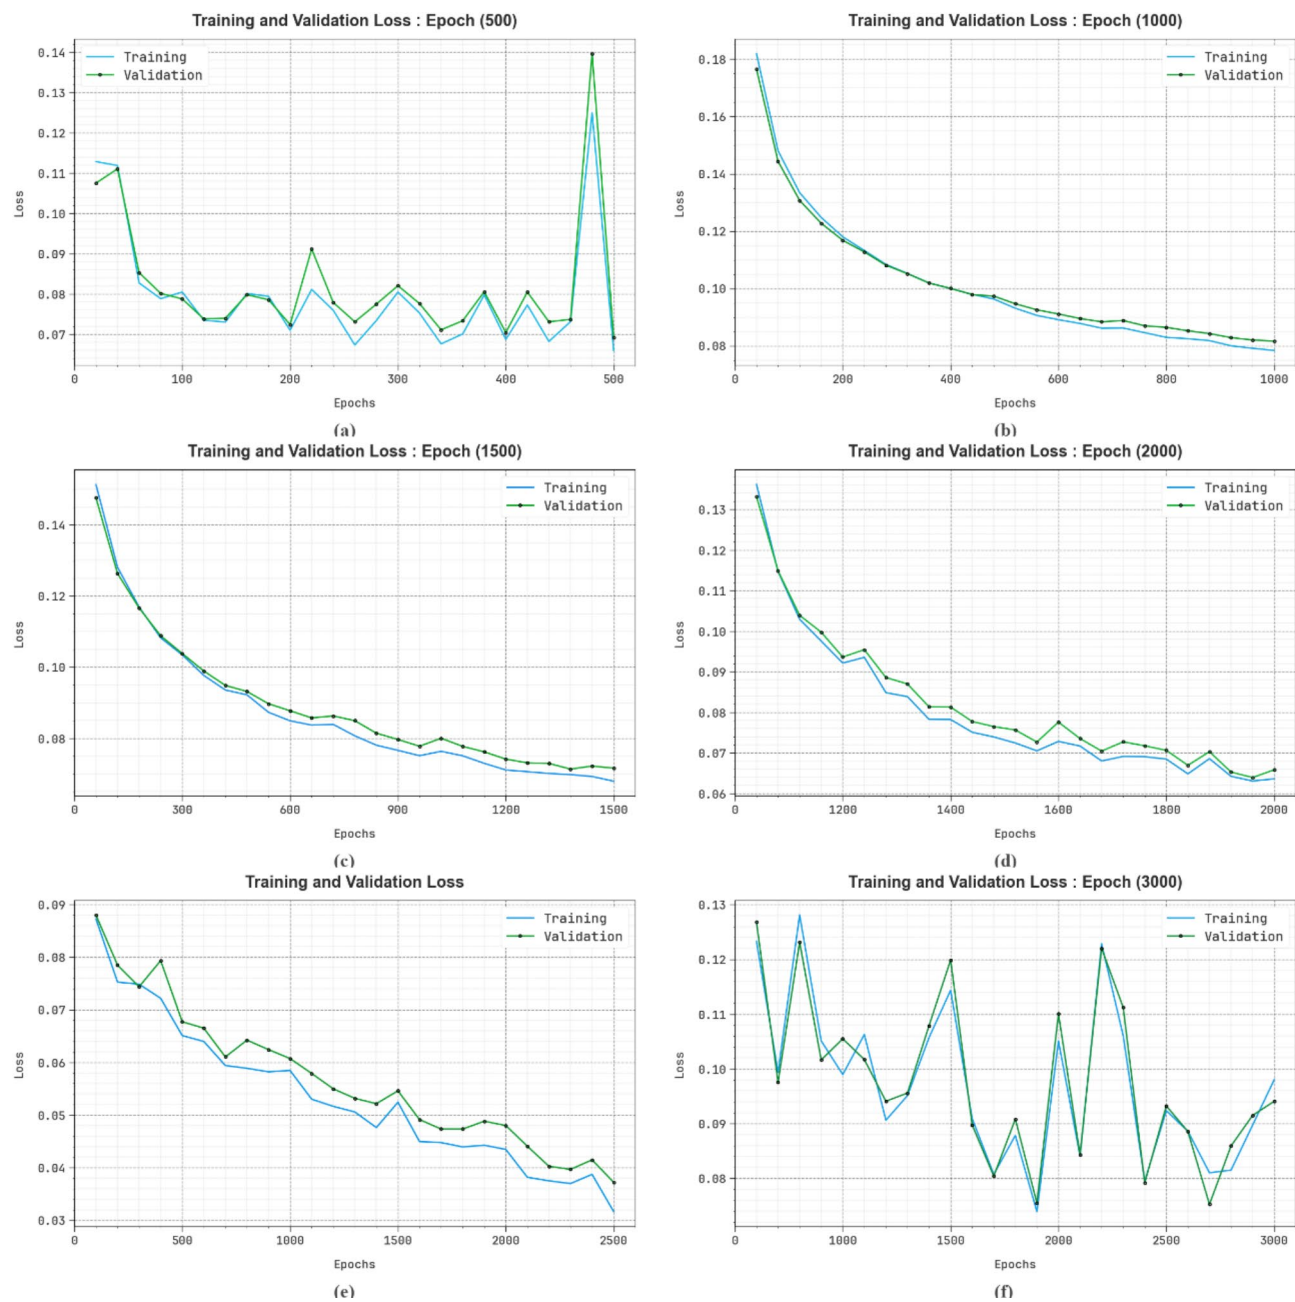 Training and Validation Loss : Epoch (500)
Training
Validation
0.14
0.13
0.12
0.11
0.10
0.09
0.08
0.07
Loss
0 100 200 300 400 500
Epochs
(a)
Training and Validation Loss : Epoch (1000)
Training
Validation
0.18
0.16
0.14
0.12
0.10
0.08
Loss
0 200 400 600 800 1000
Epochs
(b)
Training and Validation Loss : Epoch (1500)
Training
Validation
0.14
0.12
0.10
0.08
Loss
0 300 600 900 1200 1500
Epochs
(c)
Training and Validation Loss : Epoch (2000)
Training
Validation
0.13
0.12
0.11
0.10
0.09
0.08
0.07
0.06
Loss
0 1200 1400 1600 1800 2000
Epochs
(d)
Training and Validation Loss
Training
Validation
0.09
0.08
0.07
0.06
0.05
0.04
0.03
Loss
0 500 1000 1500 2000 2500
Epochs
(e)
Training and Validation Loss : Epoch (3000)
Training
Validation
0.13
0.12
0.11
0.10
0.09
0.08
Loss
0 1000 1500 2000 2500 3000
Epochs
(f)